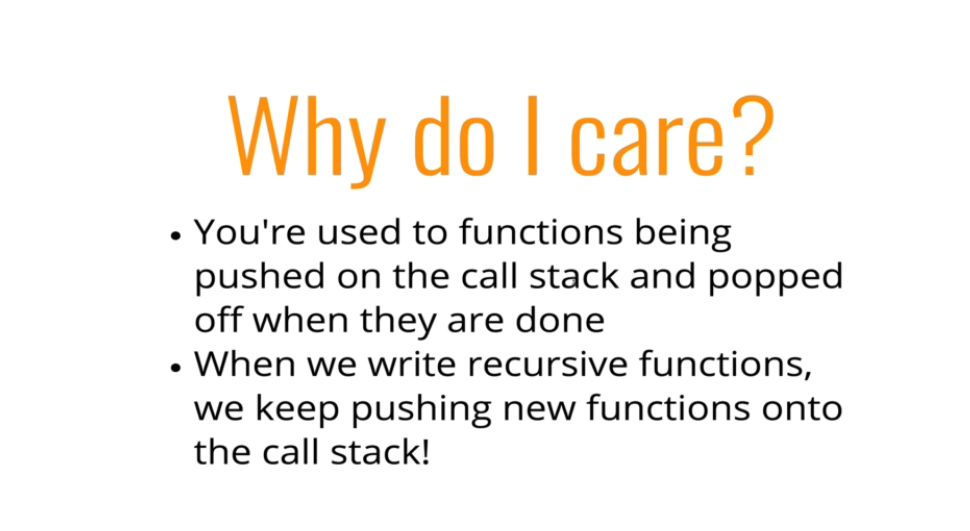 Why do I care?
• You're used to functions being
pushed on the call stack and popped
off when they are done
• When we write recursive functions,
we keep pushing new functions onto
the call stack!